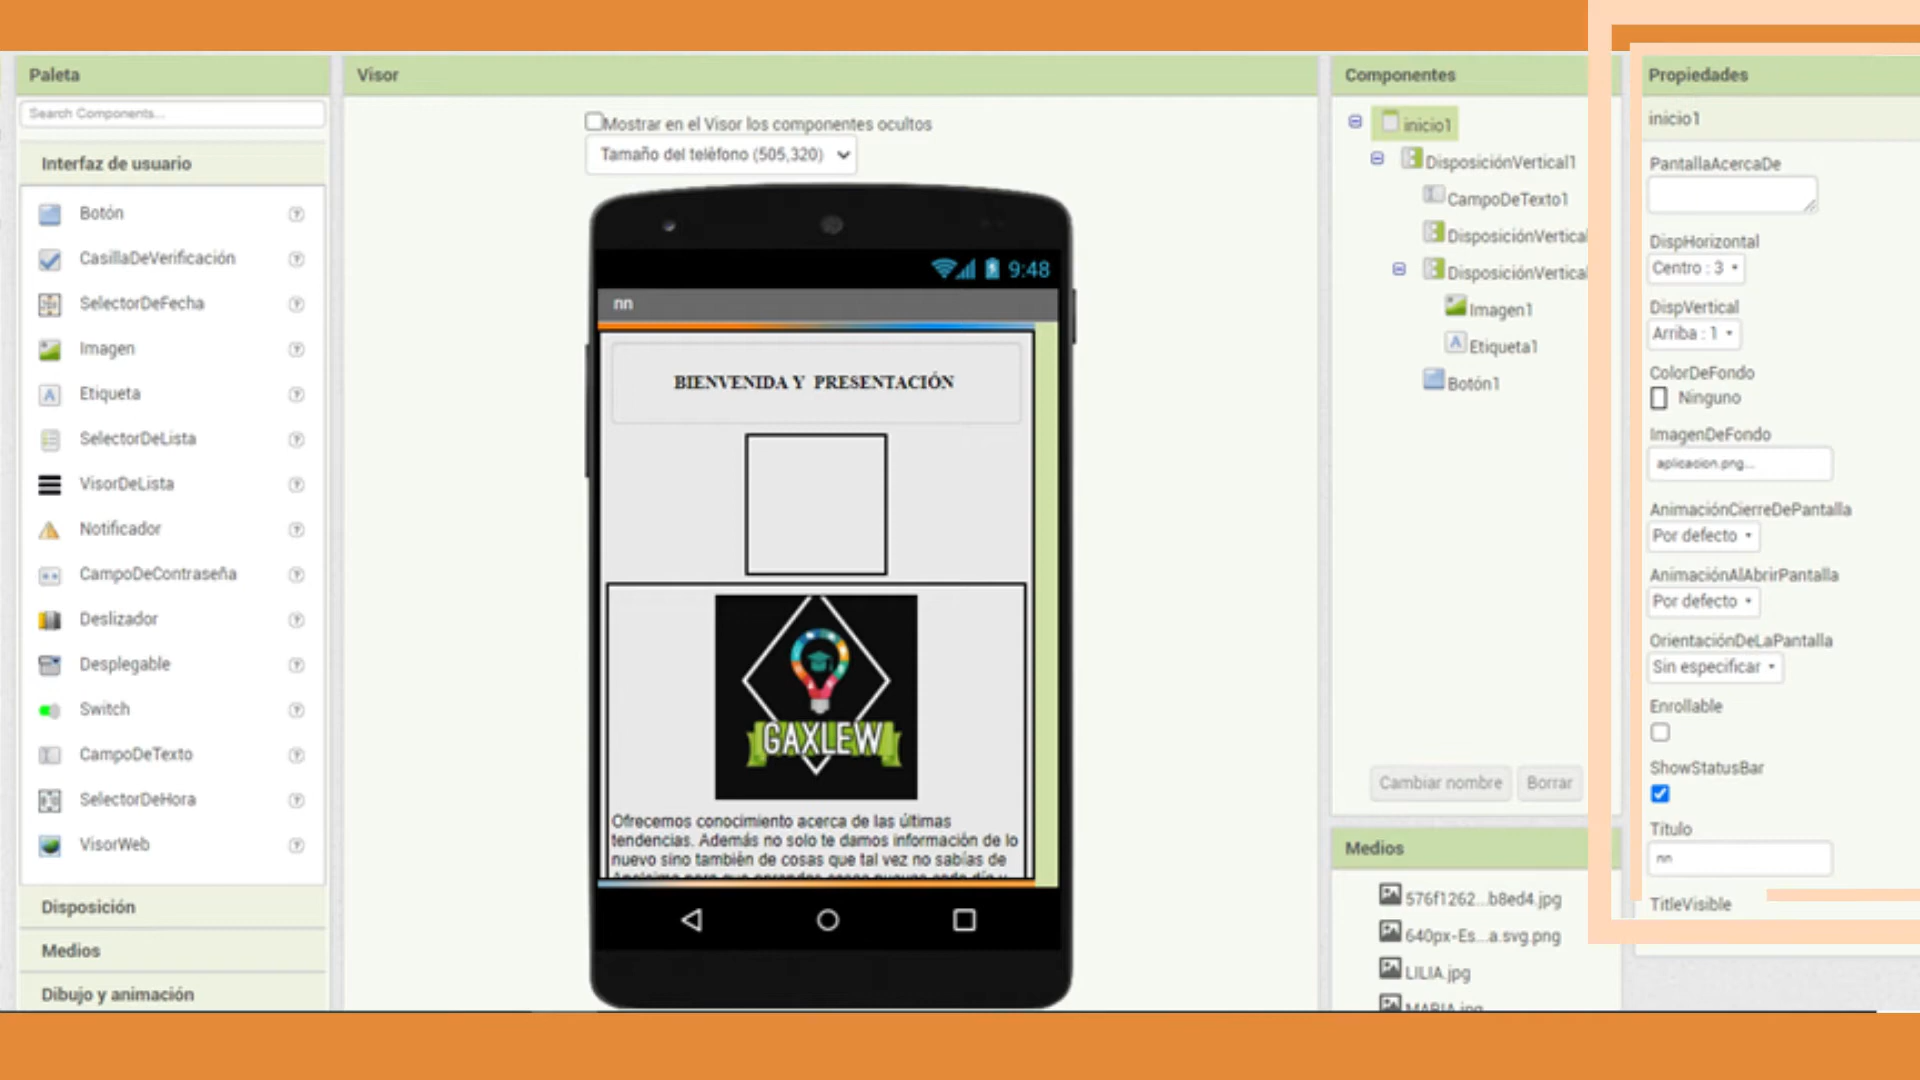 Paleta
Search Components...
Interfaz de usuario
Botón
CasillaDeVerificación
SelectorDeFecha
Imagen
Etiqueta
SelectorDeLista
VisorDeLista
Notificador
CampoDeContraseña
Deslizador
Desplegable
Switch
CampoDeTexto
SelectorDeHora
VisorWeb
Disposición
Medios
Dibujo y animación
Visor
Mostrar en el Visor los componentes ocultos
Tamaño del teléfono (505,320)
9:48
nn
BIENVENIDA Y PRESENTACIÓN
GAXLEW
Ofrecemos conocimiento acerca de las últimas
tendencias. Además no solo te damos información de lo
nuevo sino también de cosas que tal vez no sabías de
Componentes
inicio1
DisposiciónVertical1
CampoDeTexto1
DisposiciónVertical
DisposiciónVertical
Imagen1
Etiqueta1
Botón1
Cambiar nombre
Borrar
Medios
576f1262...b8ed4.jpg
640px-Es...a.svg.png
LILIA.jpg
MARIA.jpg
Propiedades
inicio1
PantallaAcercaDe
DispHorizontal
Centro : 3
DispVertical
Arriba : 1
ColorDeFondo
Ninguno
ImagenDeFondo
aplicacion.png...
AnimaciónCierreDePantalla
Por defecto
AnimaciónAlAbrirPantalla
Por defecto
OrientaciónDeLaPantalla
Sin especificar
Enrollable
ShowStatusBar
Título
nn
TitleVisible